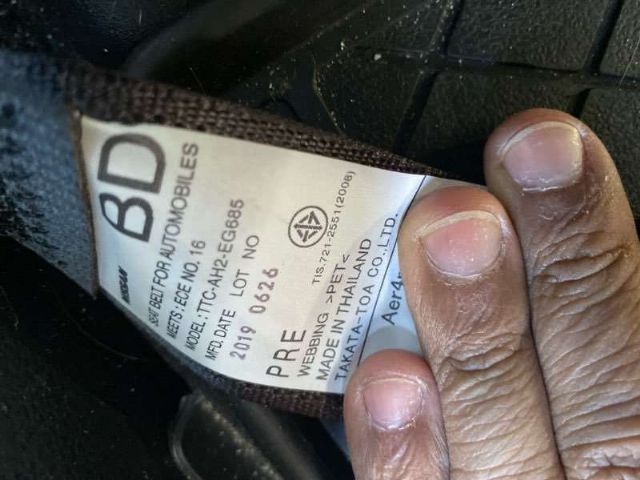 BD
NISSAN
SEAT BELT FOR AUTOMOBILES
MEETS : ECE NO. 16
MODEL : TTC-AH2-EG685
MFD. DATE LOT NO
2019 0626
TIS.721-2551(2008)
PRE
WEBBING >PET<
MADE IN THAILAND
TAKATA-TOA CO.,LTD.